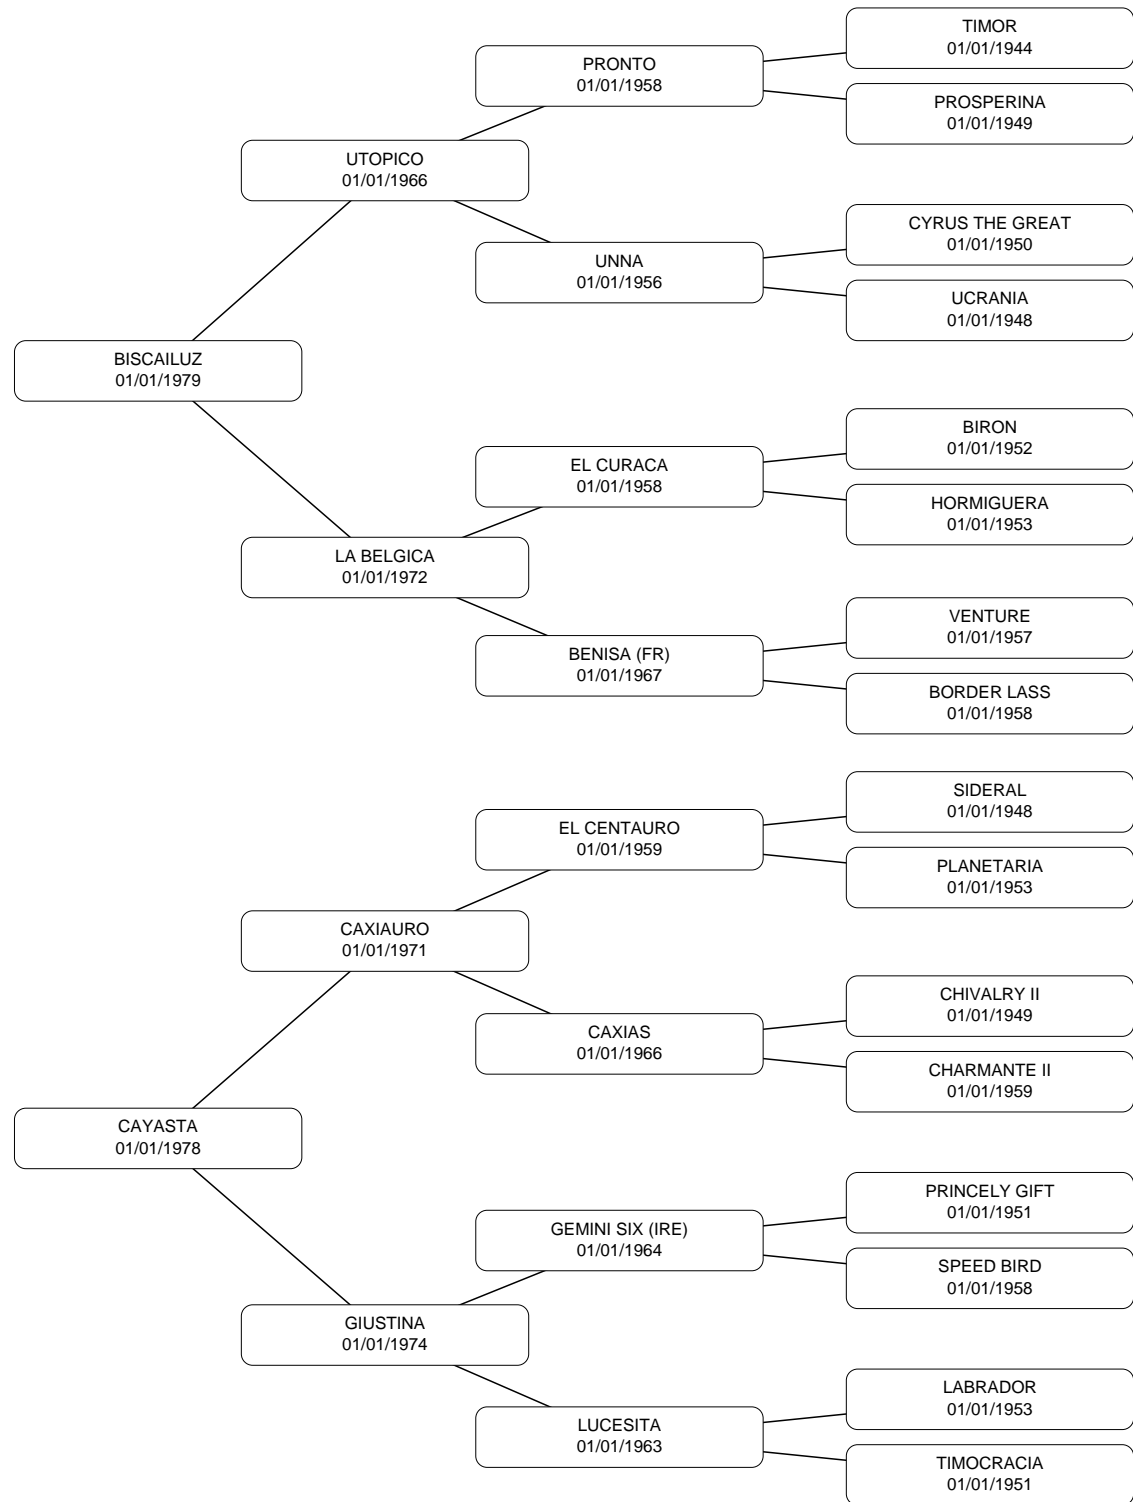 TIMOR
01/01/1944
PRONTO
01/01/1958
PROSPERINA
01/01/1949
UTOPICO
01/01/1966
CYRUS THE GREAT
01/01/1950
UNNA
01/01/1956
UCRANIA
01/01/1948
BISCAILUZ
01/01/1979
BIRON
01/01/1952
EL CURACA
01/01/1958
HORMIGUERA
01/01/1953
LA BELGICA
01/01/1972
VENTURE
01/01/1957
BENISA (FR)
01/01/1967
BORDER LASS
01/01/1958
SIDERAL
01/01/1948
EL CENTAURO
01/01/1959
PLANETARIA
01/01/1953
CAXIAURO
01/01/1971
CHIVALRY II
01/01/1949
CAXIAS
01/01/1966
CHARMANTE II
01/01/1959
CAYASTA
01/01/1978
PRINCELY GIFT
01/01/1951
GEMINI SIX (IRE)
01/01/1964
SPEED BIRD
01/01/1958
GIUSTINA
01/01/1974
LABRADOR
01/01/1953
LUCESITA
01/01/1963
TIMOCRACIA
01/01/1951